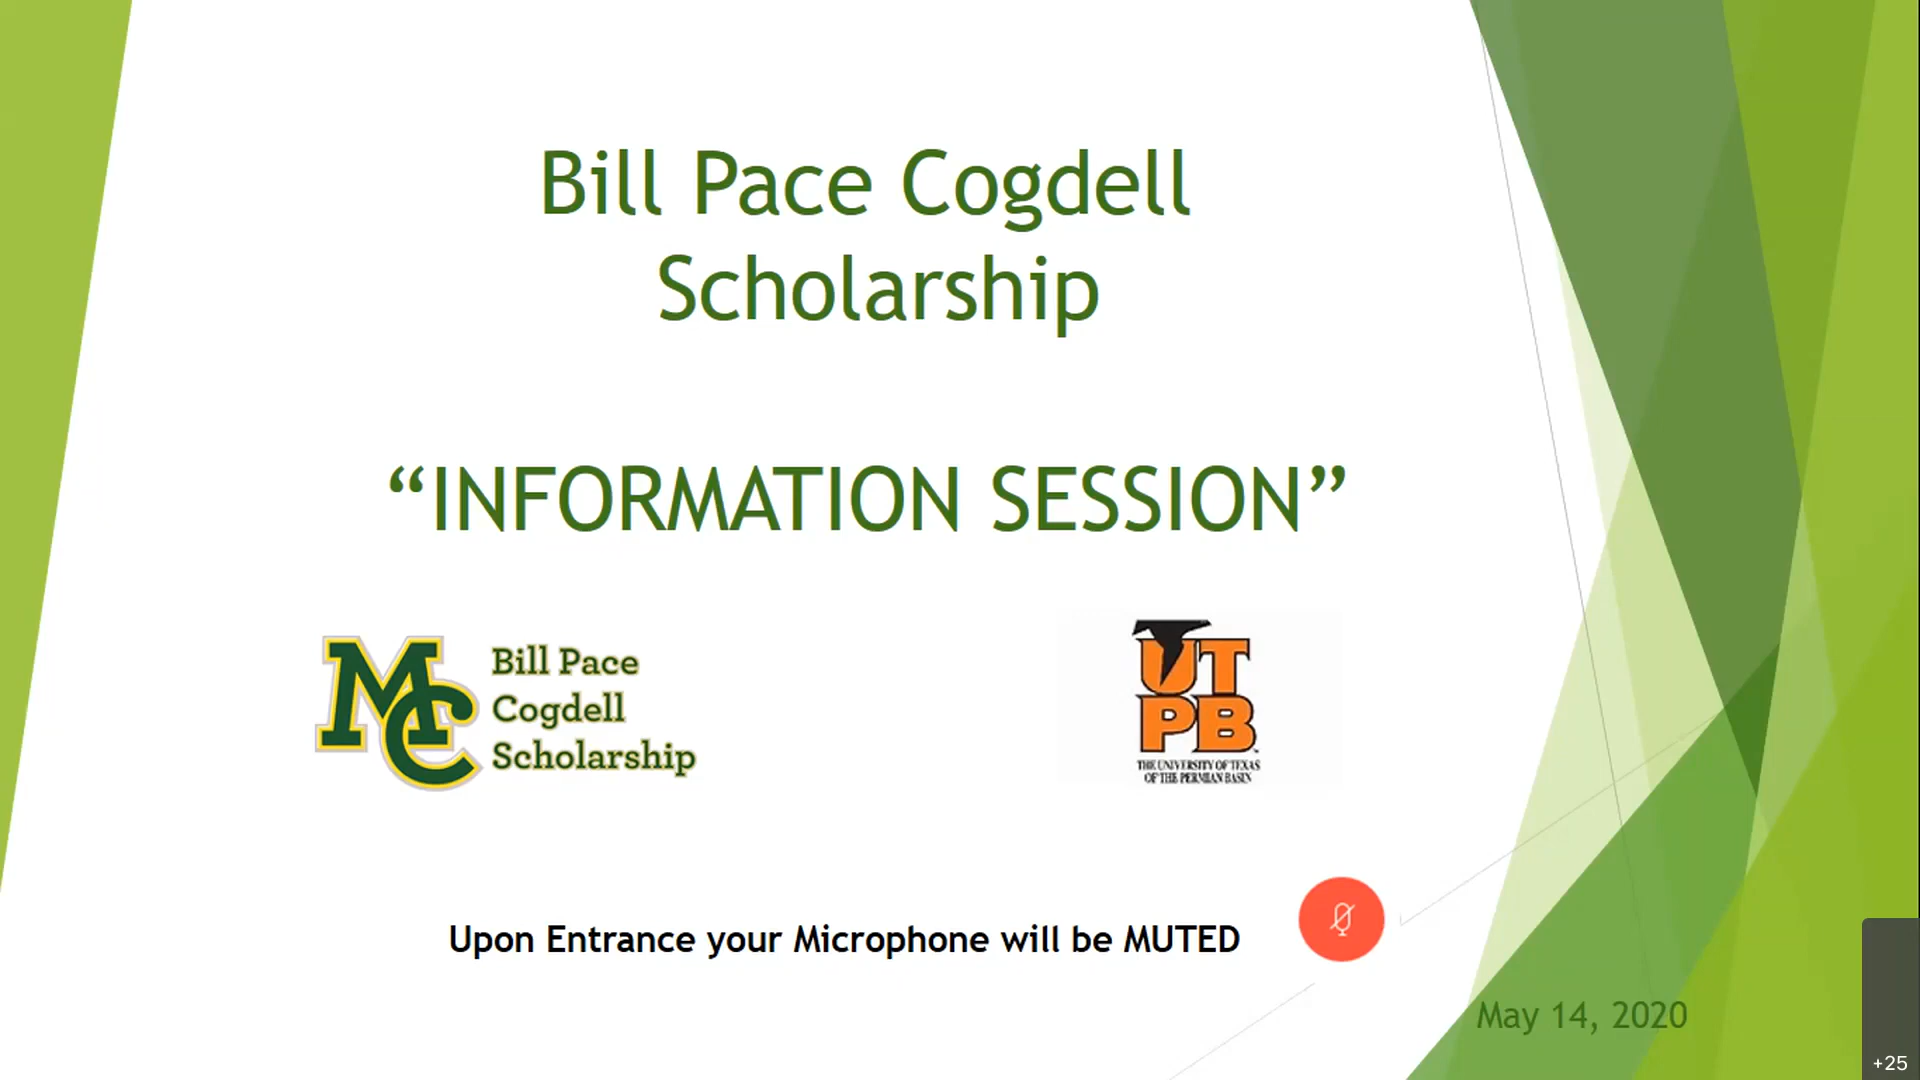 Bill Pace Cogdell
Scholarship
“INFORMATION SESSION”
MC
Bill Pace
Cogdell
Scholarship
UT
PB
THE UNIVERSITY OF TEXAS
OF THE PERMIAN BASIN
Upon Entrance your Microphone will be MUTED
May 14, 2020
+25